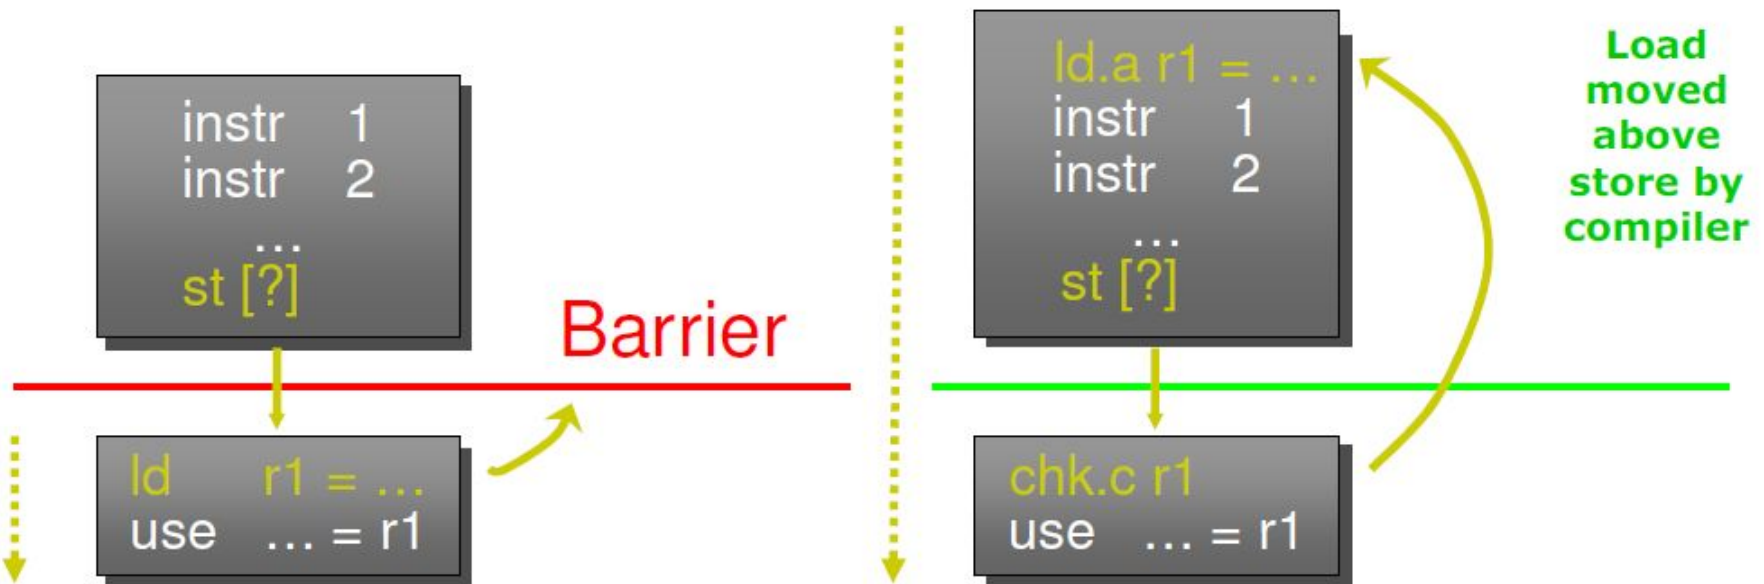 instr 1
instr 2
...
st [?]
Barrier
ld r1 = ...
use ... = r1
ld.a r1 = ...
instr 1
instr 2
...
st [?]
chk.c r1
use ... = r1
Load
moved
above
store by
compiler